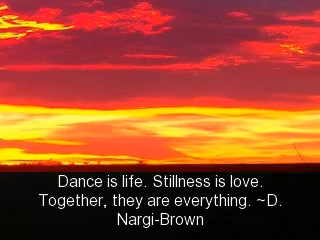 Dance is life. Stillness is love.
Together, they are everything. ~D.
Nargi-Brown